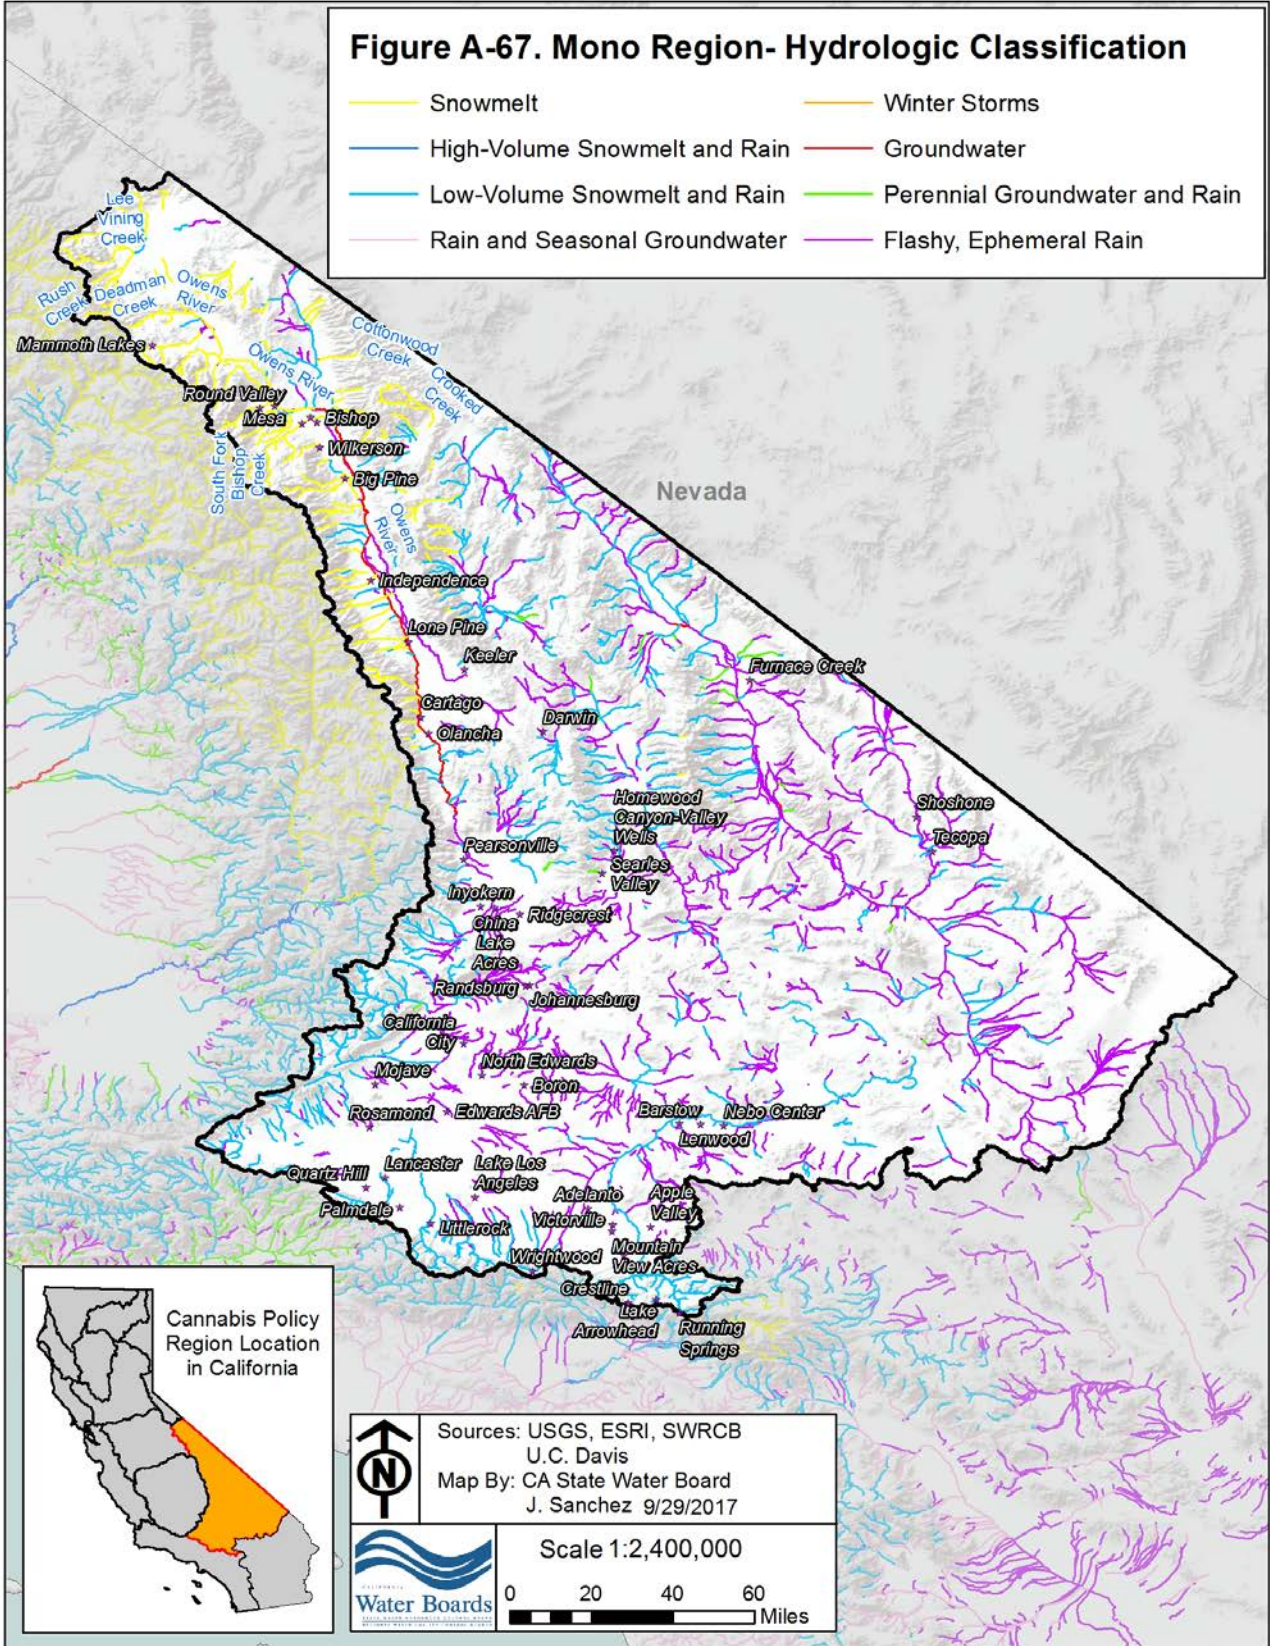 Figure A-67. Mono Region- Hydrologic Classification
Snowmelt
Winter Storms
High-Volume Snowmelt and Rain
Groundwater
Low-Volume Snowmelt and Rain
Perennial Groundwater and Rain
Rain and Seasonal Groundwater
Flashy, Ephemeral Rain
Lee
Vining
Creek
Rush
Creek
Deadman
Creek
Owens
River
Mammoth Lakes
Cottonwood
Creek
Crooked
Creek
Owens River
Round Valley
Mesa
Bishop
South Fork
Bishop
Creek
Wilkerson
Big Pine
Nevada
Owens
River
Independence
Lone Pine
Keeler
Furnace Creek
Cartago
Olancha
Darwin
Homewood
Canyon-Valley
Wells
Shoshone
Tecopa
Pearsonville
Searles
Valley
Inyokern
China
Lake
Acres
Ridgecrest
Randsburg
Johannesburg
California
City
North Edwards
Mojave
Boron
Rosamond
Edwards AFB
Barstow
Nebo Center
Lenwood
Quartz Hill
Lancaster
Lake Los
Angeles
Palmdale
Littlerock
Adelanto
Apple
Valley
Victorville
Wrightwood
Mountain
View Acres
Crestline
Lake
Arrowhead
Running
Springs
Cannabis Policy
Region Location
in California
N
Sources: USGS, ESRI, SWRCB
U.C. Davis
Map By: CA State Water Board
J. Sanchez 9/29/2017
CALIFORNIA
Water Boards
Scale 1:2,400,000
0 20 40 60
Miles